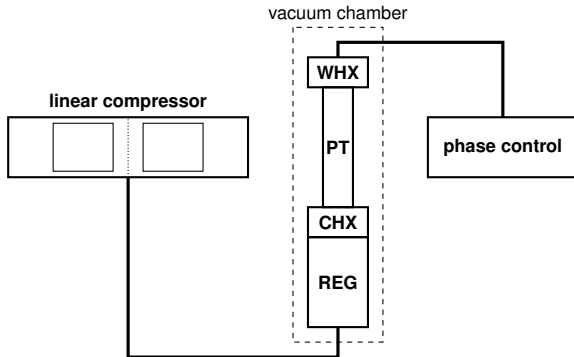 vacuum chamber
WHX
linear compressor
PT
phase control
CHX
REG